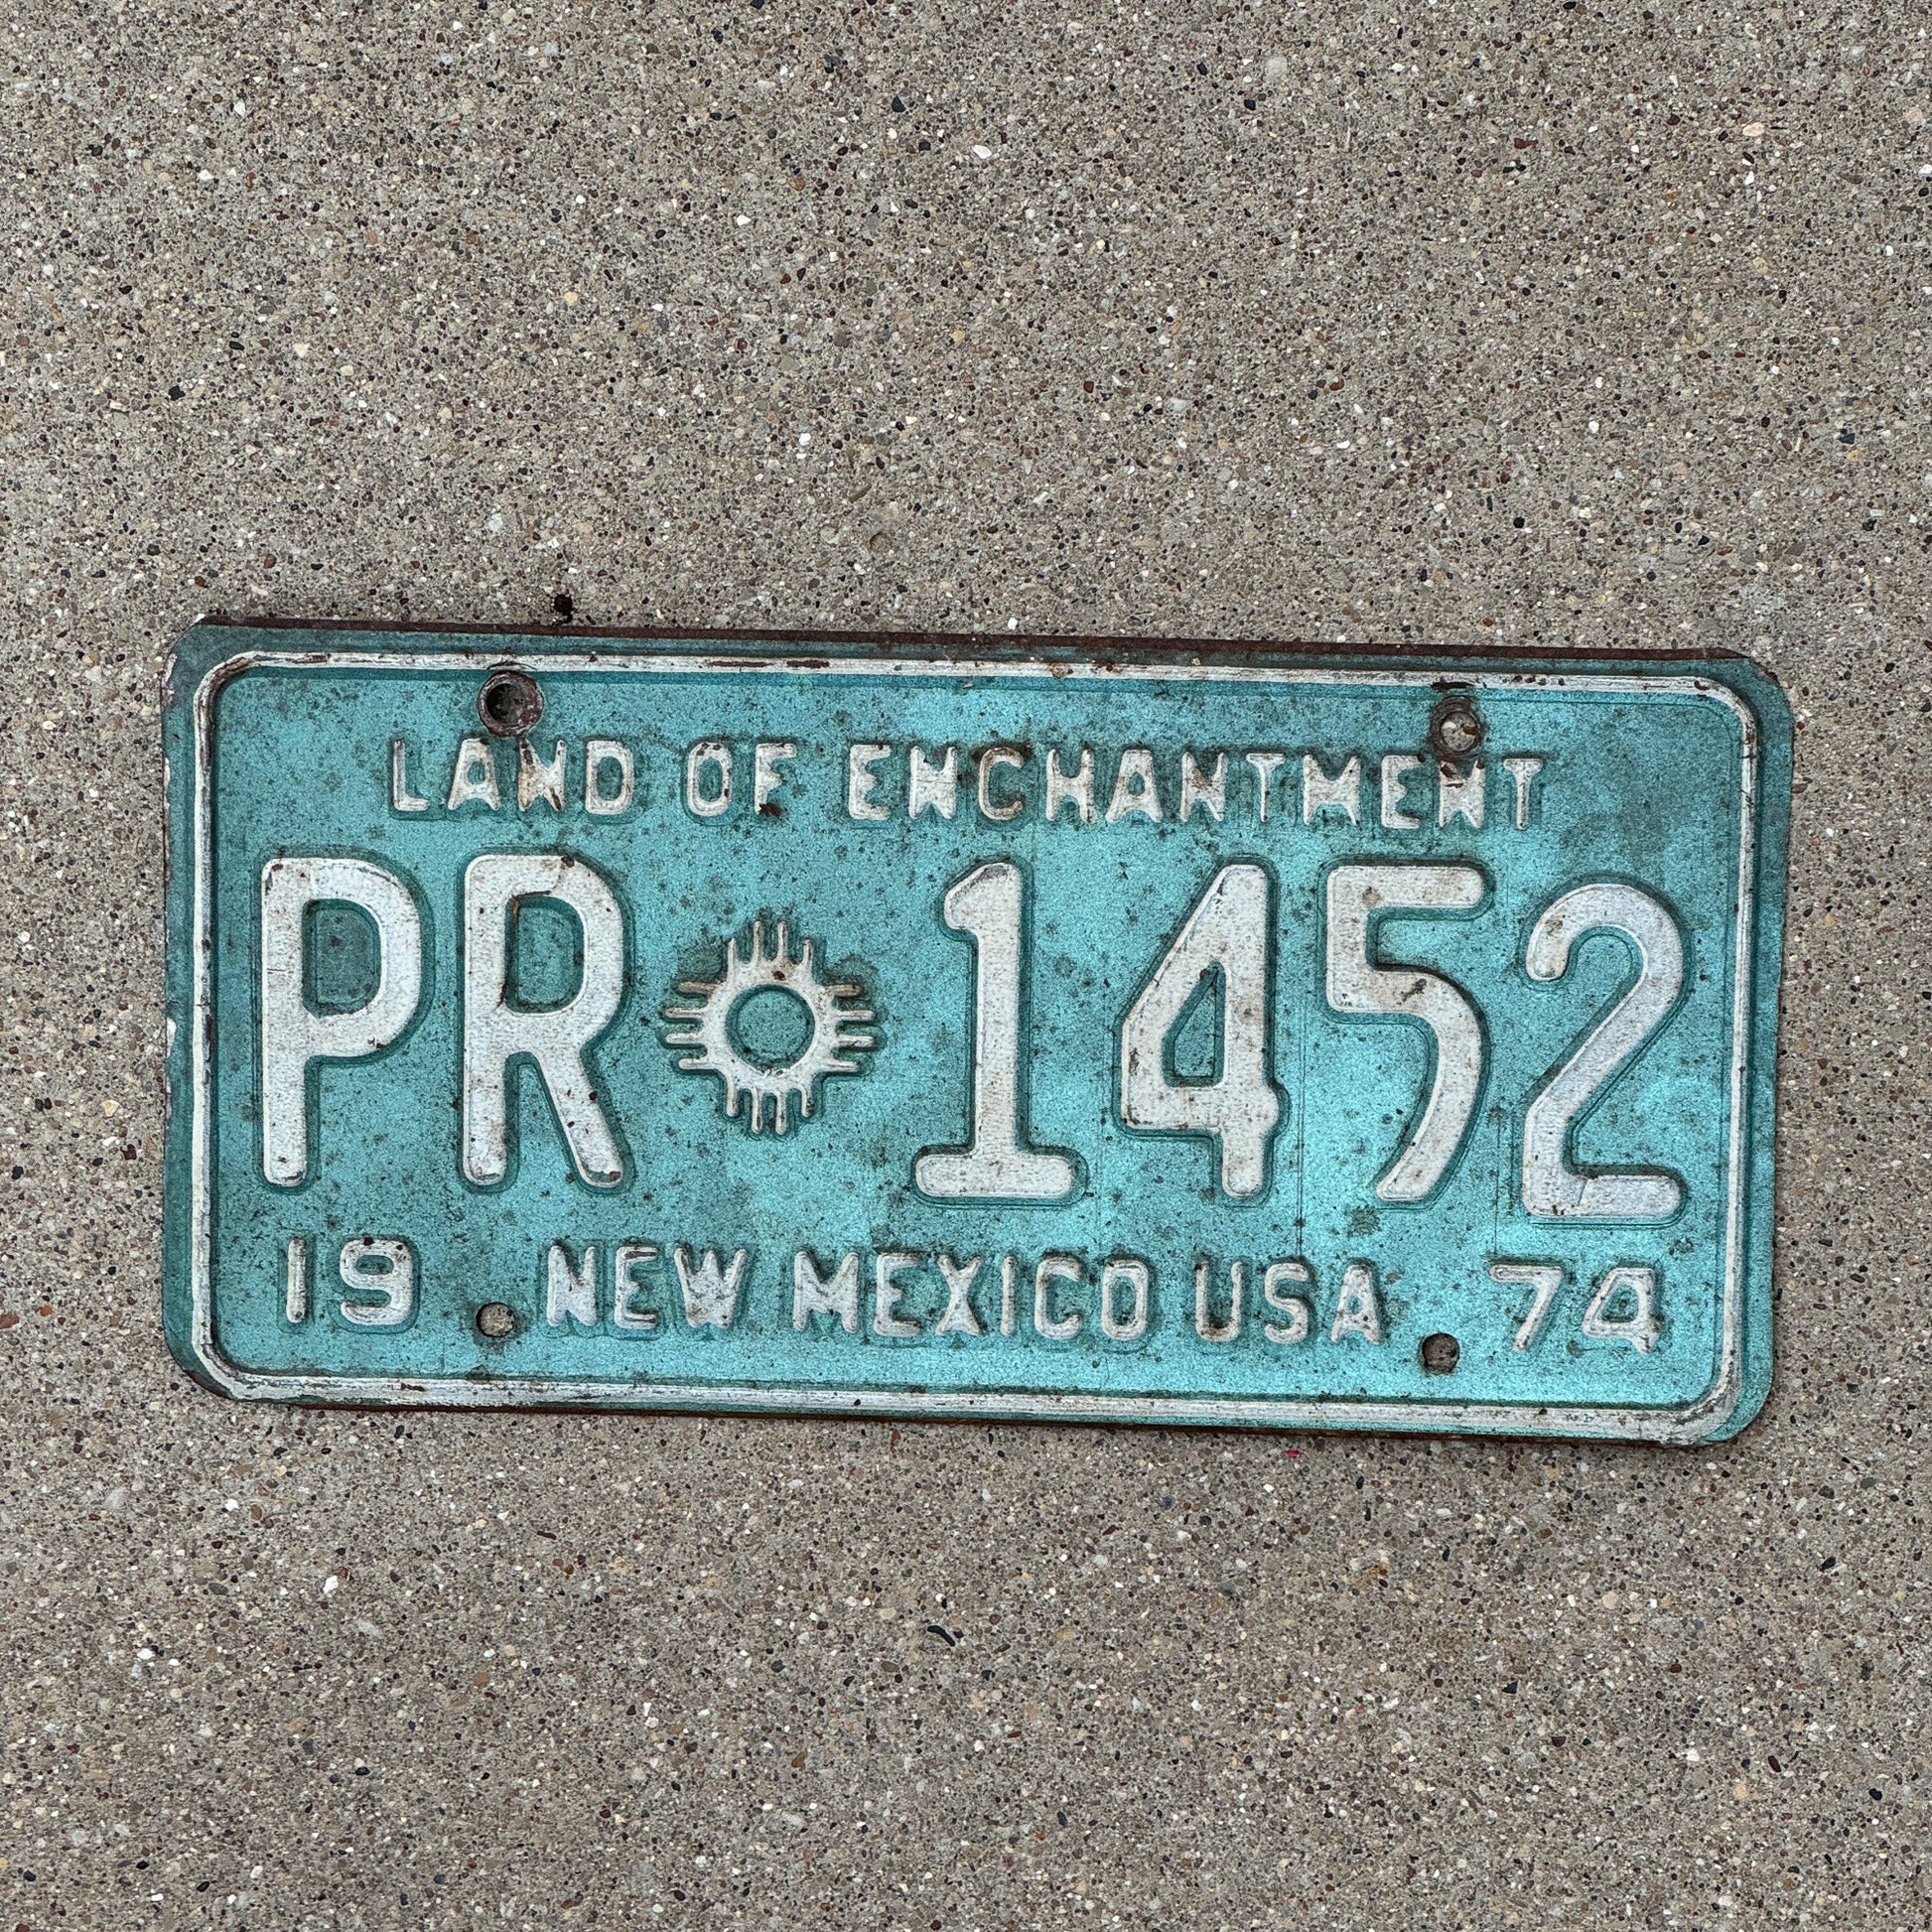 LAND OF ENCHANTMENT
PR 1452
19 NEW MEXICO USA 74